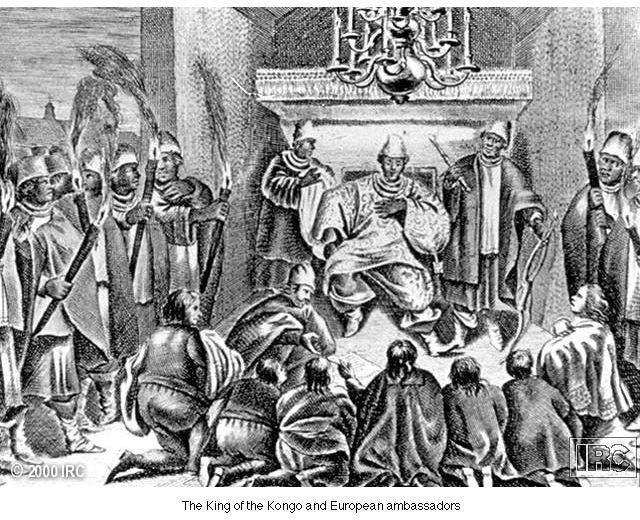 © 2000 IRC
IRC
The King of the Kongo and European ambassadors